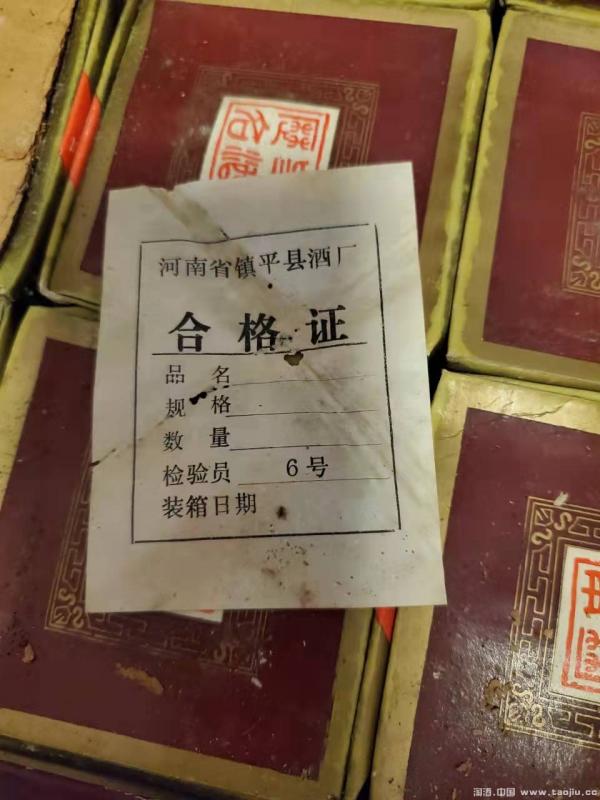 河南省镇平县酒厂
合格证
品名
规格
数量
检验员 6号
装箱日期
淘酒.中国 www.taojiu.cc